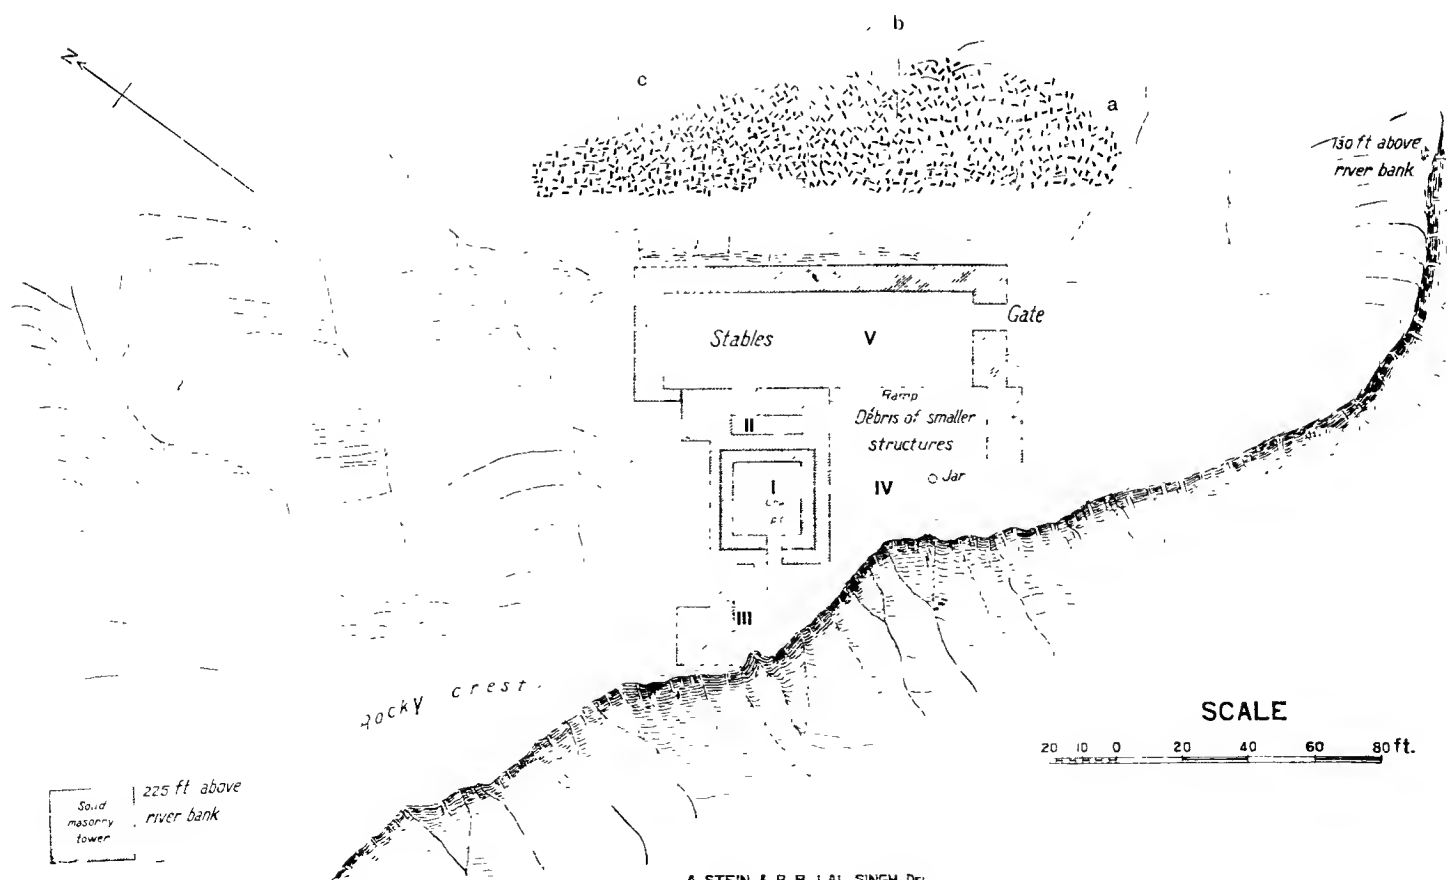 b
N
c
a
130 ft above
river bank
Gate
Stables
V
Ramp
Débris of smaller
structures
II
I
IV
Jar
III
Rocky crest.
SCALE
20 10 0 20 40 60 80 ft.
225 ft above
river bank
Solid
masonry
tower
A. STEIN & R. B. LAL SINGH DEL.